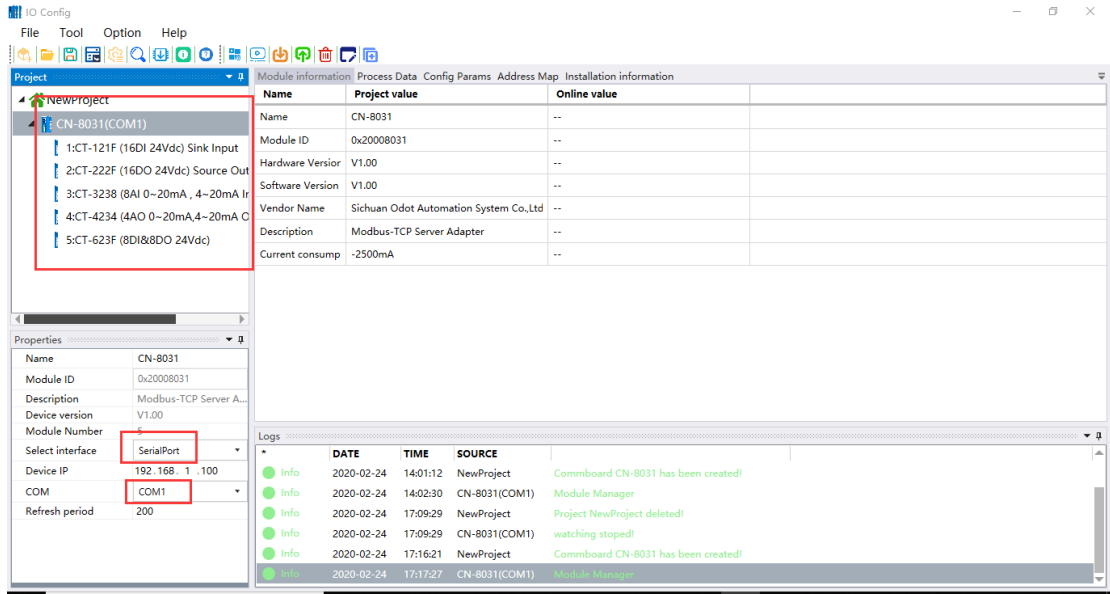 IO Config
File Tool Option Help
Project
NewProject
CN-8031(COM1)
1:CT-121F (16DI 24Vdc) Sink Input
2:CT-222F (16DO 24Vdc) Source Out
3:CT-3238 (8AI 0~20mA , 4~20mA Ir
4:CT-4234 (4AO 0~20mA,4~20mA O
5:CT-623F (8DI&8DO 24Vdc)
Module information Process Data Config Params Address Map Installation information
Name Project value Online value
Name CN-8031 --
Module ID 0x20008031 --
Hardware Versior V1.00 --
Software Version V1.00 --
Vendor Name Sichuan Odot Automation System Co.,Ltd --
Description Modbus-TCP Server Adapter --
Current consump -2500mA --
Properties
Name CN-8031
Module ID 0x20008031
Description Modbus-TCP Server A...
Device version V1.00
Module Number 5
Select interface SerialPort
Device IP 192.168. 1 .100
COM COM1
Refresh period 200
Logs
* DATE TIME SOURCE
Info 2020-02-24 14:01:12 NewProject Commboard CN-8031 has been created!
Info 2020-02-24 14:02:30 CN-8031(COM1) Module Manager
Info 2020-02-24 17:09:29 NewProject Project NewProject deleted!
Info 2020-02-24 17:09:29 CN-8031(COM1) watching stoped!
Info 2020-02-24 17:16:21 NewProject Commboard CN-8031 has been created!
Info 2020-02-24 17:17:27 CN-8031(COM1) Module Manager